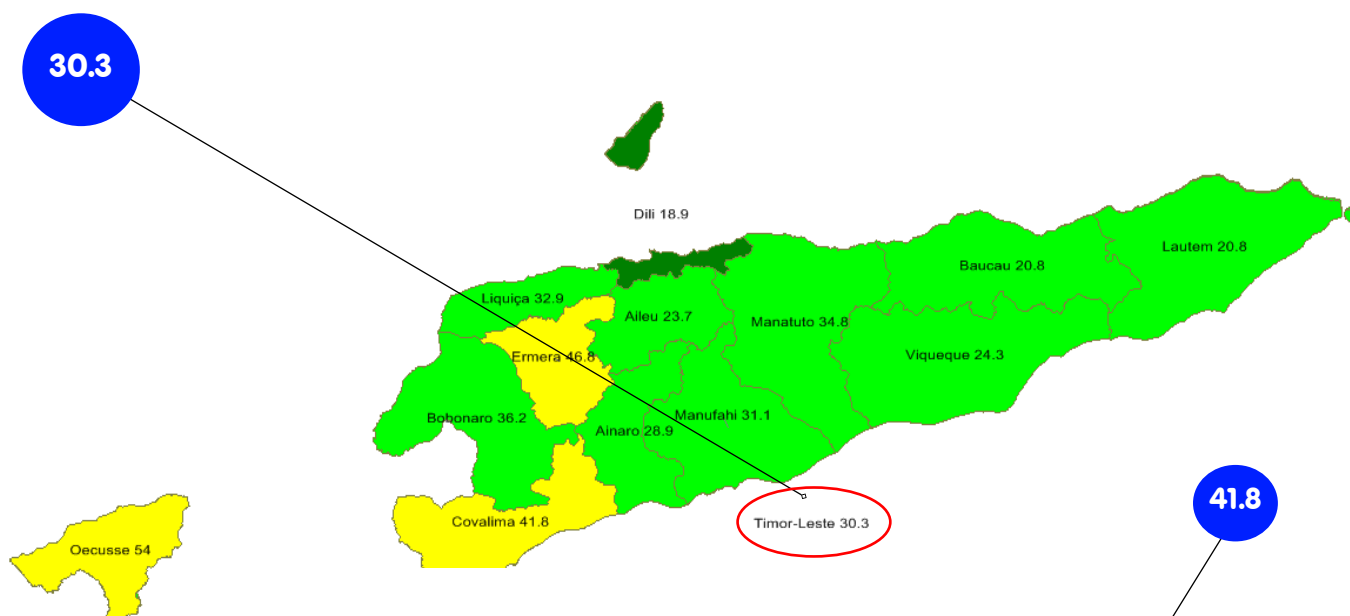 30.3
Dili 18.9
Lautem 20.8
Baucau 20.8
Liquiça 32.9
Aileu 23.7
Manatuto 34.8
Ermera 46.8
Viqueque 24.3
Bobonaro 36.2
Manufahi 31.1
Ainaro 28.9
41.8
Covalima 41.8
Timor-Leste 30.3
Oecusse 54